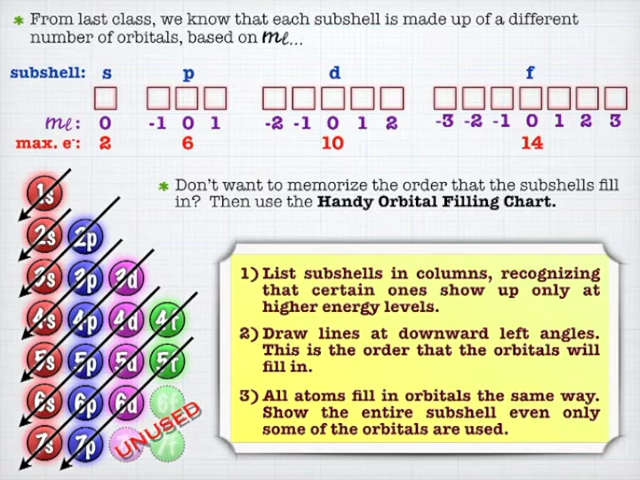 * From last class, we know that each subshell is made up of a different
number of orbitals, based on mℓ...
subshell: s p d f
mℓ: 0 -1 0 1 -2 -1 0 1 2 -3 -2 -1 0 1 2 3
max. e⁻: 2 6 10 14
* Don't want to memorize the order that the subshells fill
in? Then use the Handy Orbital Filling Chart.
1s
2s 2p
3s 3p 3d
4s 4p 4d 4f
5s 5p 5d 5f
6s 6p 6d 6f
7s 7p 7f
UNUSED
1) List subshells in columns, recognizing
that certain ones show up only at
higher energy levels.
2) Draw lines at downward left angles.
This is the order that the orbitals will
fill in.
3) All atoms fill in orbitals the same way.
Show the entire subshell even only
some of the orbitals are used.